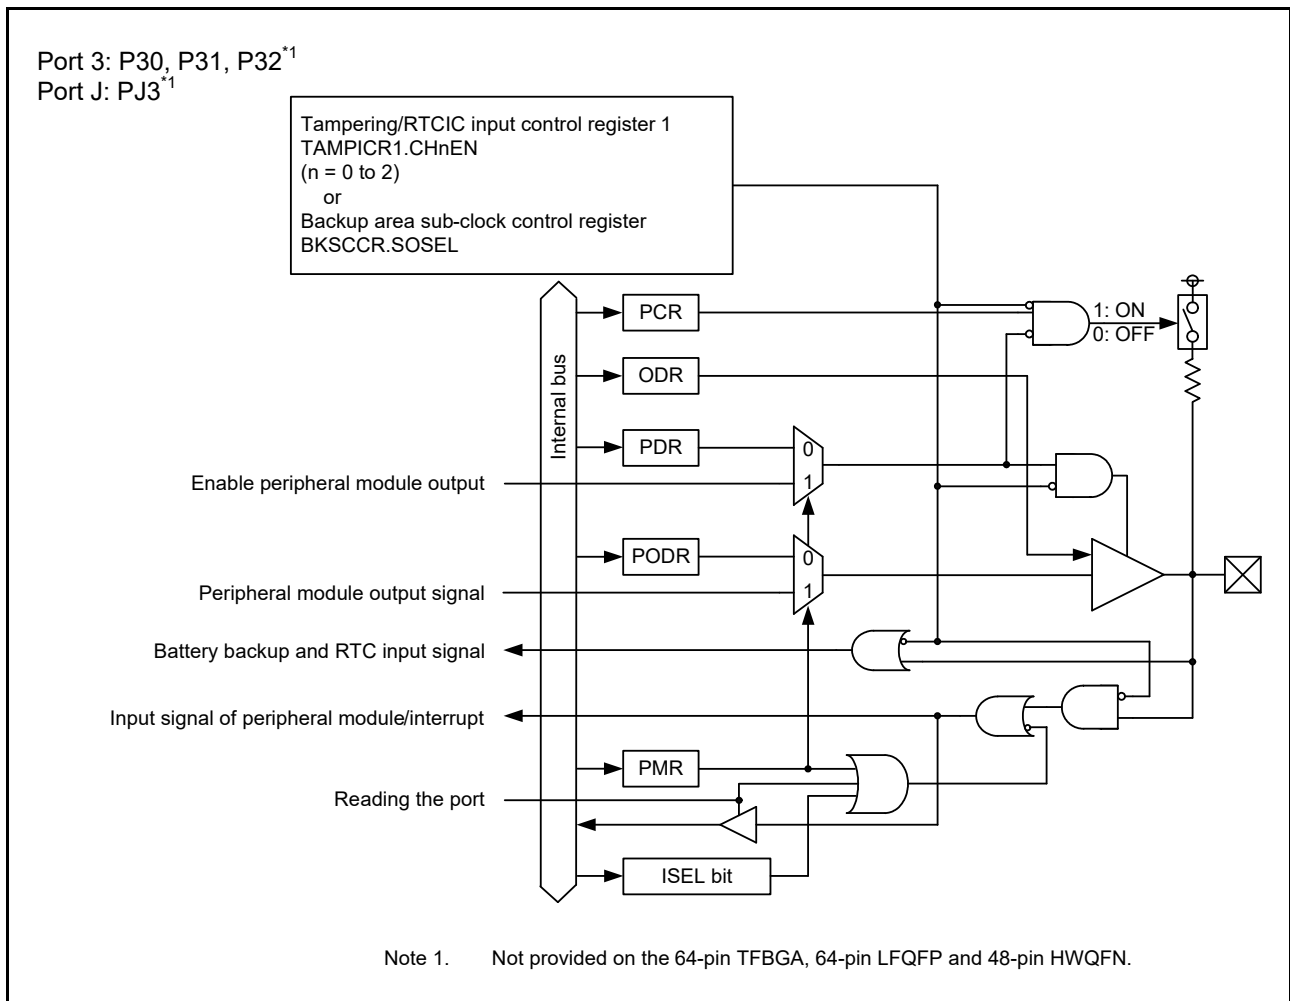 Port 3: P30, P31, P32*1
Port J: PJ3*1
Tampering/RTCIC input control register 1
TAMPICR1.CHnEN
(n = 0 to 2)
or
Backup area sub-clock control register
BKSCCR.SOSEL
PCR
1: ON
0: OFF
ODR
Internal bus
PDR
0
Enable peripheral module output
1
PODR
0
Peripheral module output signal
1
Battery backup and RTC input signal
Input signal of peripheral module/interrupt
PMR
Reading the port
ISEL bit
Note 1. Not provided on the 64-pin TFBGA, 64-pin LFQFP and 48-pin HWQFN.